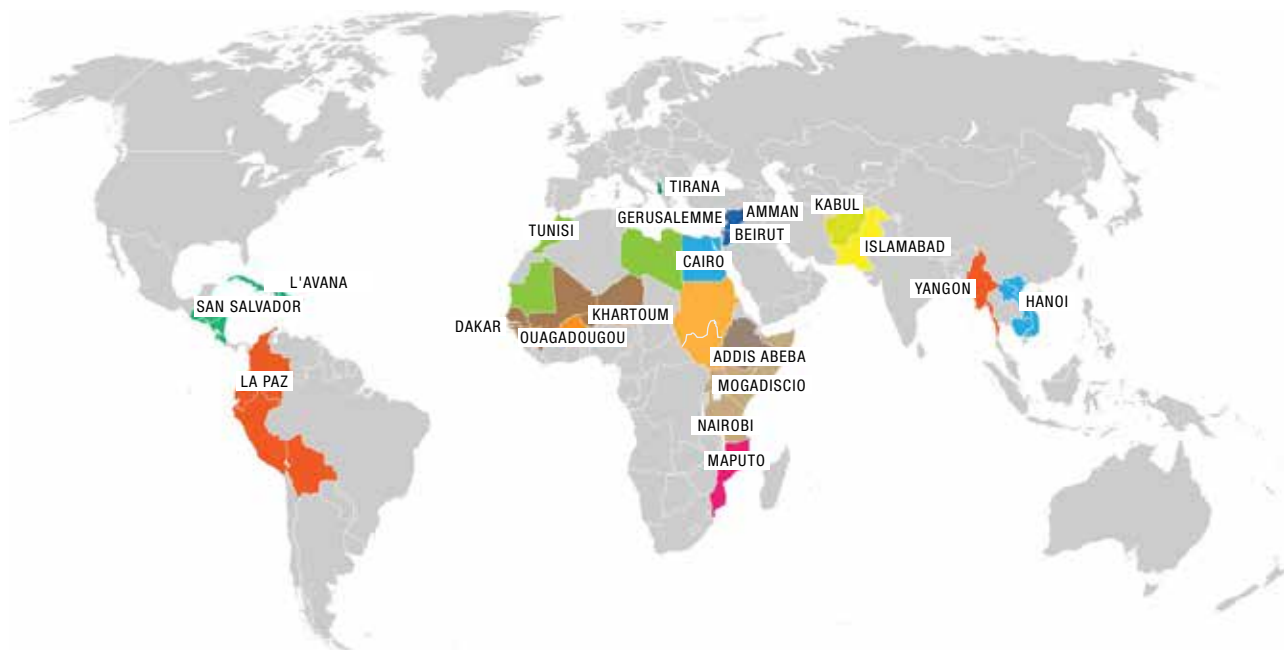 TIRANA
KABUL
GERUSALEMME
AMMAN
TUNISI
BEIRUT
ISLAMABAD
CAIRO
L'AVANA
YANGON
SAN SALVADOR
HANOI
KHARTOUM
DAKAR
OUAGADOUGOU
ADDIS ABEBA
LA PAZ
MOGADISCIO
NAIROBI
MAPUTO